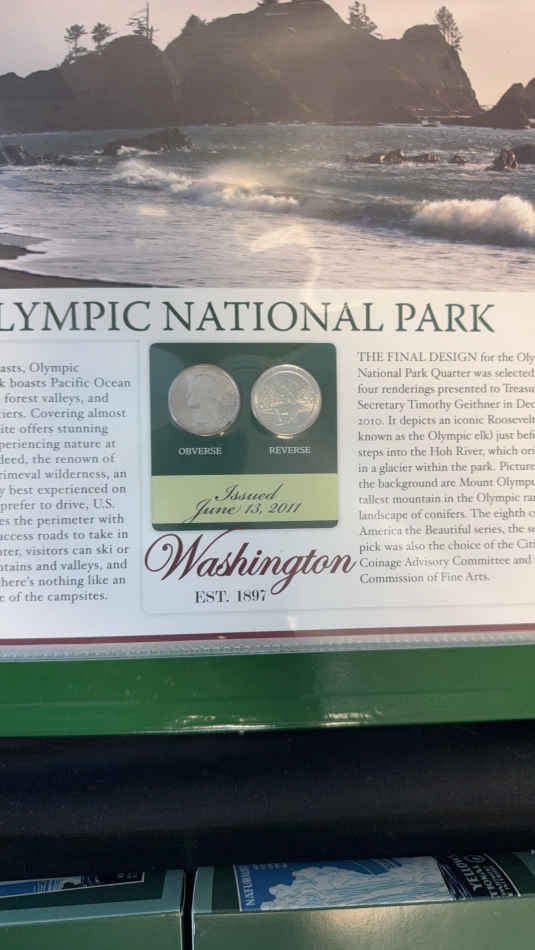 LYMPIC NATIONAL PARK
asts, Olympic
k boasts Pacific Ocean
forest valleys, and
iers. Covering almost
ite offers stunning
periencing nature at
deed, the renown of
rimeval wilderness, an
y best experienced on
prefer to drive, U.S.
es the perimeter with
access roads to take in
nter, visitors can ski or
ntains and valleys, and
here's nothing like an
e of the campsites.
OBVERSE
REVERSE
Issued
June 13, 2011
Washington
EST. 1897
THE FINAL DESIGN for the Oly
National Park Quarter was selected
four renderings presented to Treasu
Secretary Timothy Geithner in Dec
2010. It depicts an iconic Roosevelt
known as the Olympic elk) just befo
steps into the Hoh River, which ori
in a glacier within the park. Picture
the background are Mount Olympu
tallest mountain in the Olympic ran
landscape of conifers. The eighth c
America the Beautiful series, the se
pick was also the choice of the Citi
Coinage Advisory Committee and
Commission of Fine Arts.